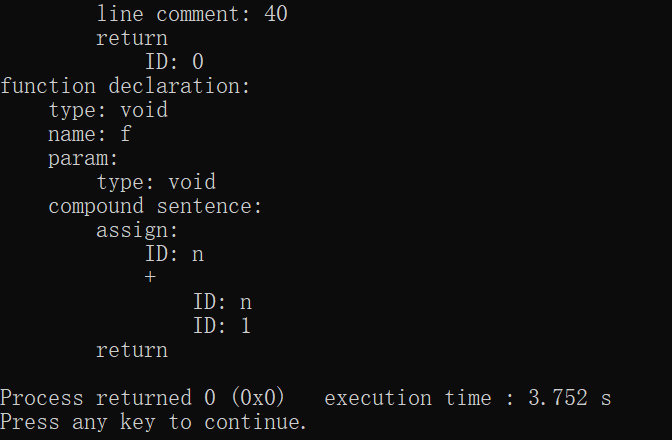 line comment: 40
return
ID: 0
function declaration:
type: void
name: f
param:
type: void
compound sentence:
assign:
ID: n
+
ID: n
ID: 1
return
Process returned 0 (0x0)   execution time : 3.752 s
Press any key to continue.